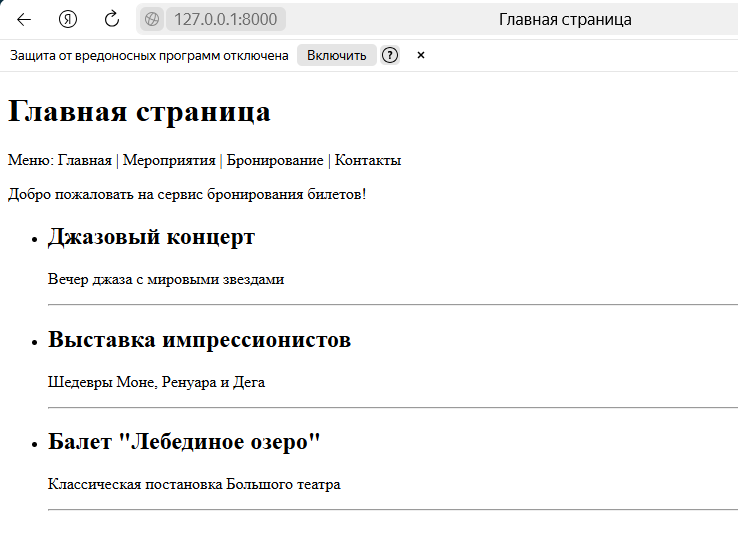 Я 127.0.0.1:8000 Главная страница
Защита от вредоносных программ отключена Включить ? ×
Главная страница
Меню: Главная | Мероприятия | Бронирование | Контакты
Добро пожаловать на сервис бронирования билетов!
Джазовый концерт
Вечер джаза с мировыми звездами
Выставка импрессионистов
Шедевры Моне, Ренуара и Дега
Балет "Лебединое озеро"
Классическая постановка Большого театра